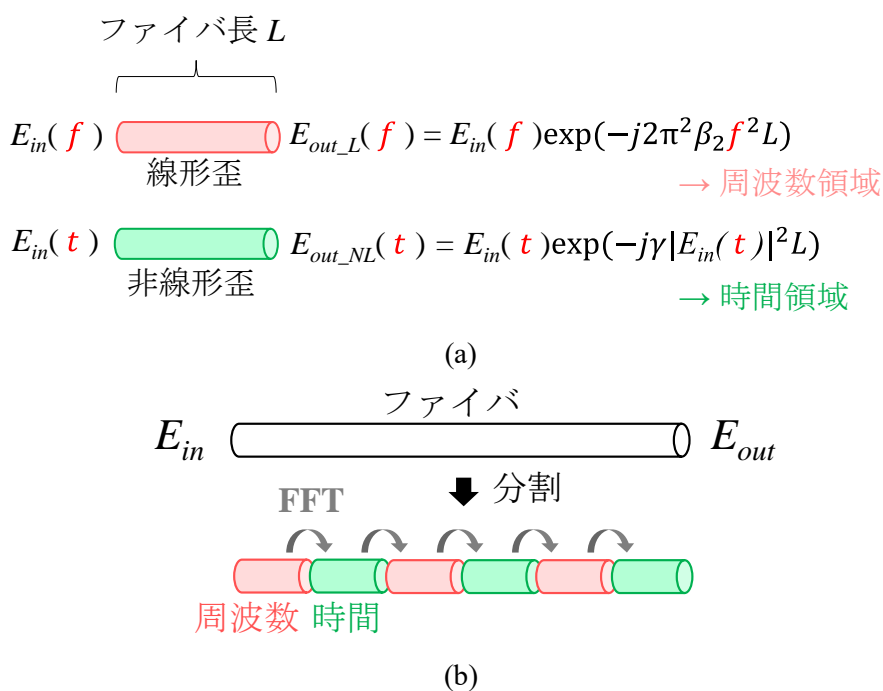 ファイバ長 L
E_in( f ) E_out_L( f ) = E_in( f )exp(−j2π²β₂f²L)
線形歪
→ 周波数領域
E_in( t ) E_out_NL( t ) = E_in( t )exp(−jγ|E_in(t)|²L)
非線形歪
→ 時間領域
(a)
ファイバ
E_in E_out
分割
FFT
周波数 時間
(b)